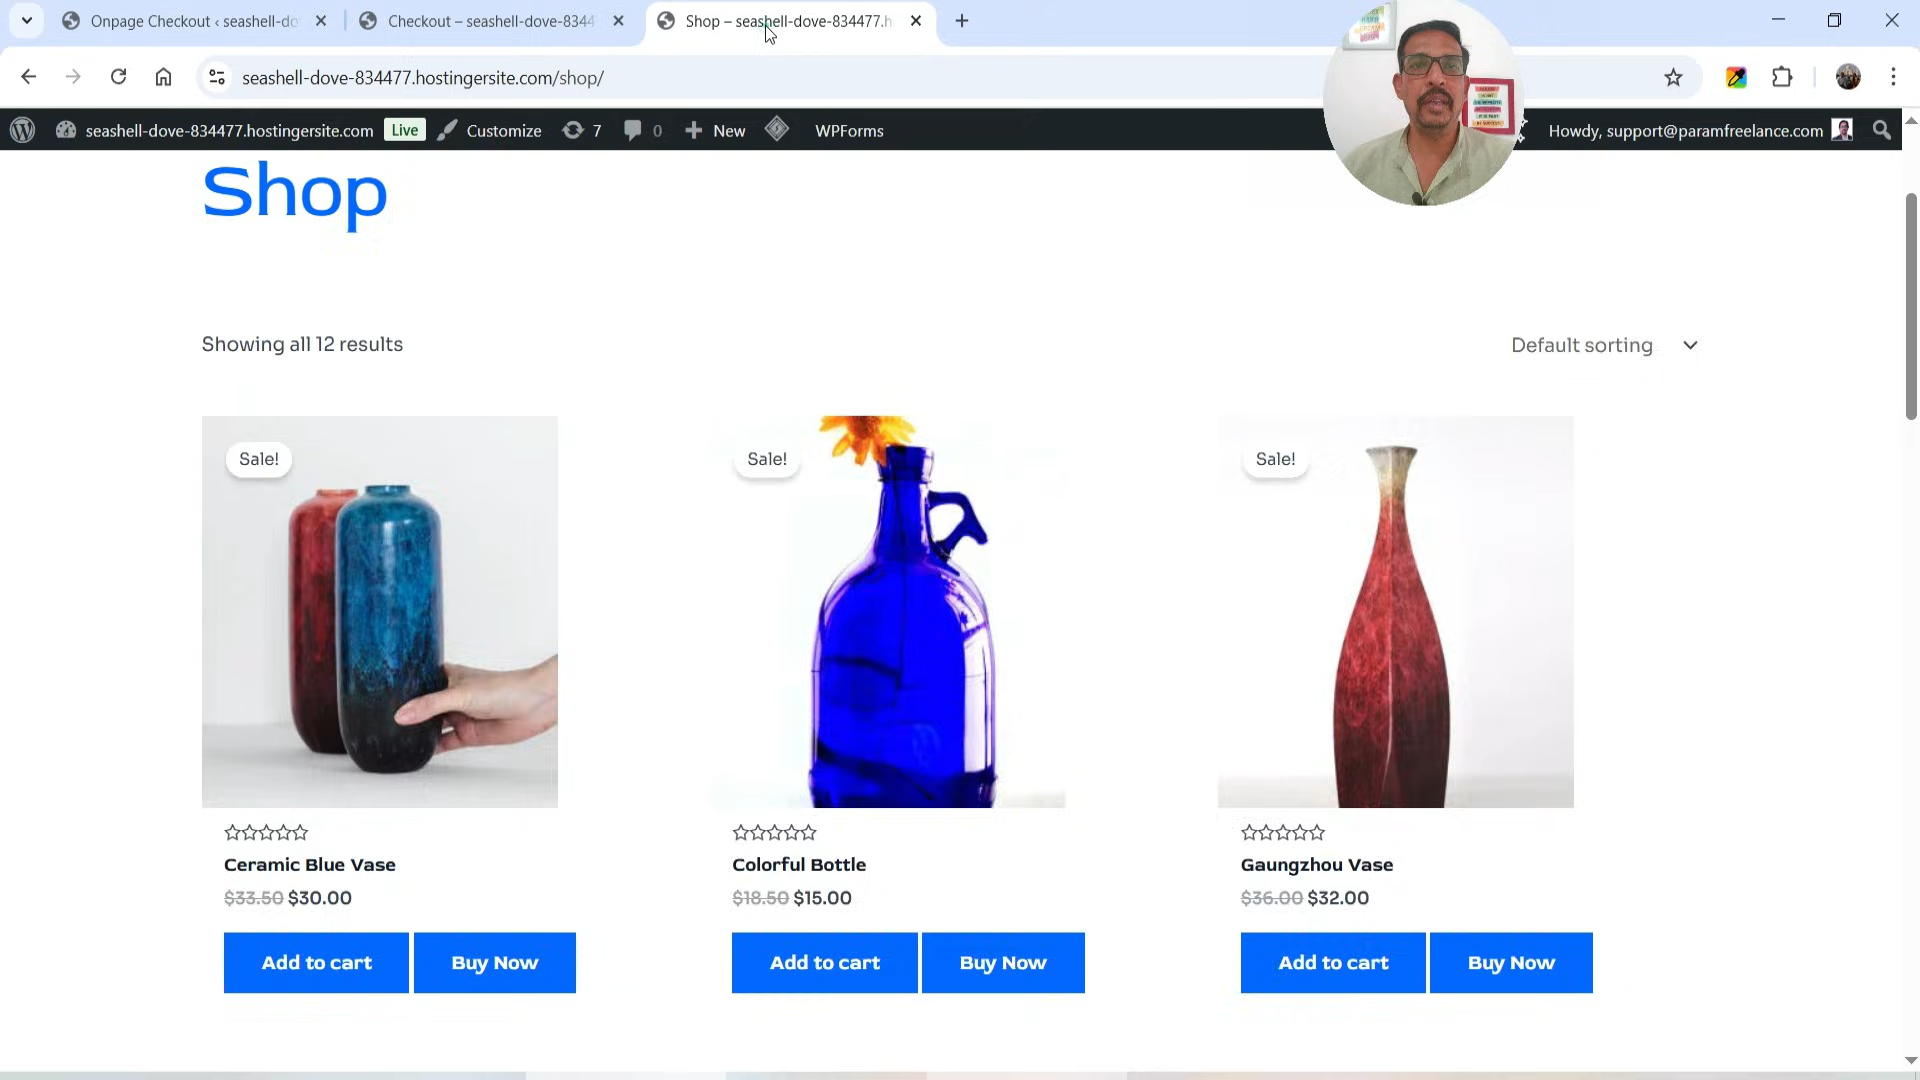 Onpage Checkout ‹ seashell-do
Checkout – seashell-dove-8344
Shop – seashell-dove-834477.h
seashell-dove-834477.hostingersite.com/shop/
seashell-dove-834477.hostingersite.com Live Customize 7 0 New WPForms Howdy, support@paramfreelance.com
Shop
Showing all 12 results
Default sorting
Sale!
Sale!
Sale!
Ceramic Blue Vase
$33.50 $30.00
Add to cart Buy Now
Colorful Bottle
$18.50 $15.00
Add to cart Buy Now
Gaungzhou Vase
$36.00 $32.00
Add to cart Buy Now